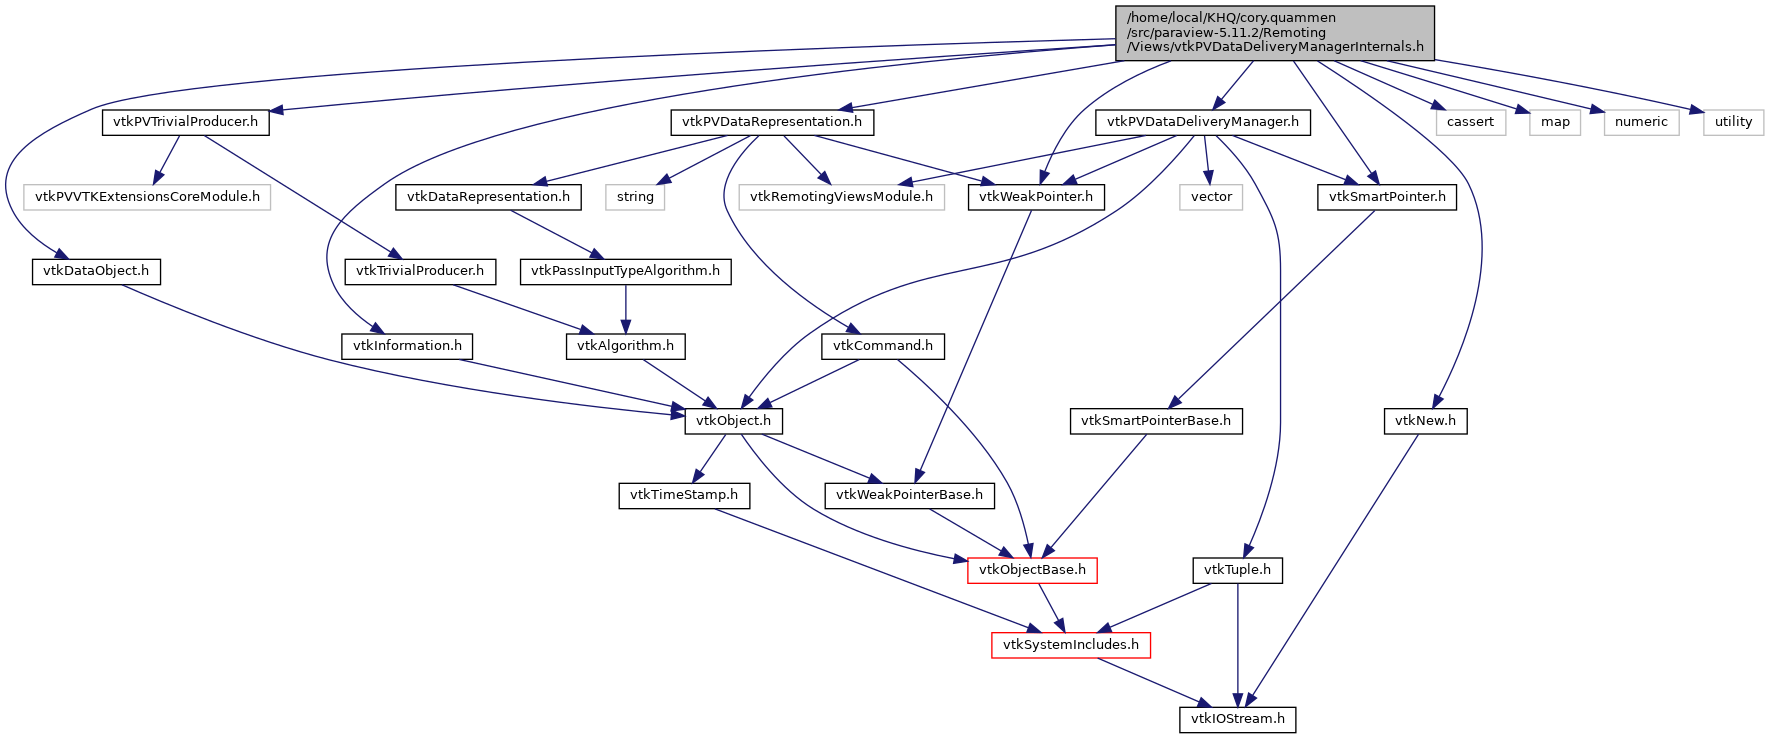 /home/local/KHQ/cory.quammen
/src/paraview-5.11.2/Remoting
/Views/vtkPVDataDeliveryManagerInternals.h
vtkPVTrivialProducer.h
vtkPVDataRepresentation.h
vtkPVDataDeliveryManager.h
cassert
map
numeric
utility
vtkPVVTKExtensionsCoreModule.h
vtkDataRepresentation.h
string
vtkRemotingViewsModule.h
vtkWeakPointer.h
vector
vtkSmartPointer.h
vtkDataObject.h
vtkTrivialProducer.h
vtkPassInputTypeAlgorithm.h
vtkInformation.h
vtkAlgorithm.h
vtkCommand.h
vtkObject.h
vtkSmartPointerBase.h
vtkNew.h
vtkTimeStamp.h
vtkWeakPointerBase.h
vtkObjectBase.h
vtkTuple.h
vtkSystemIncludes.h
vtkIOStream.h